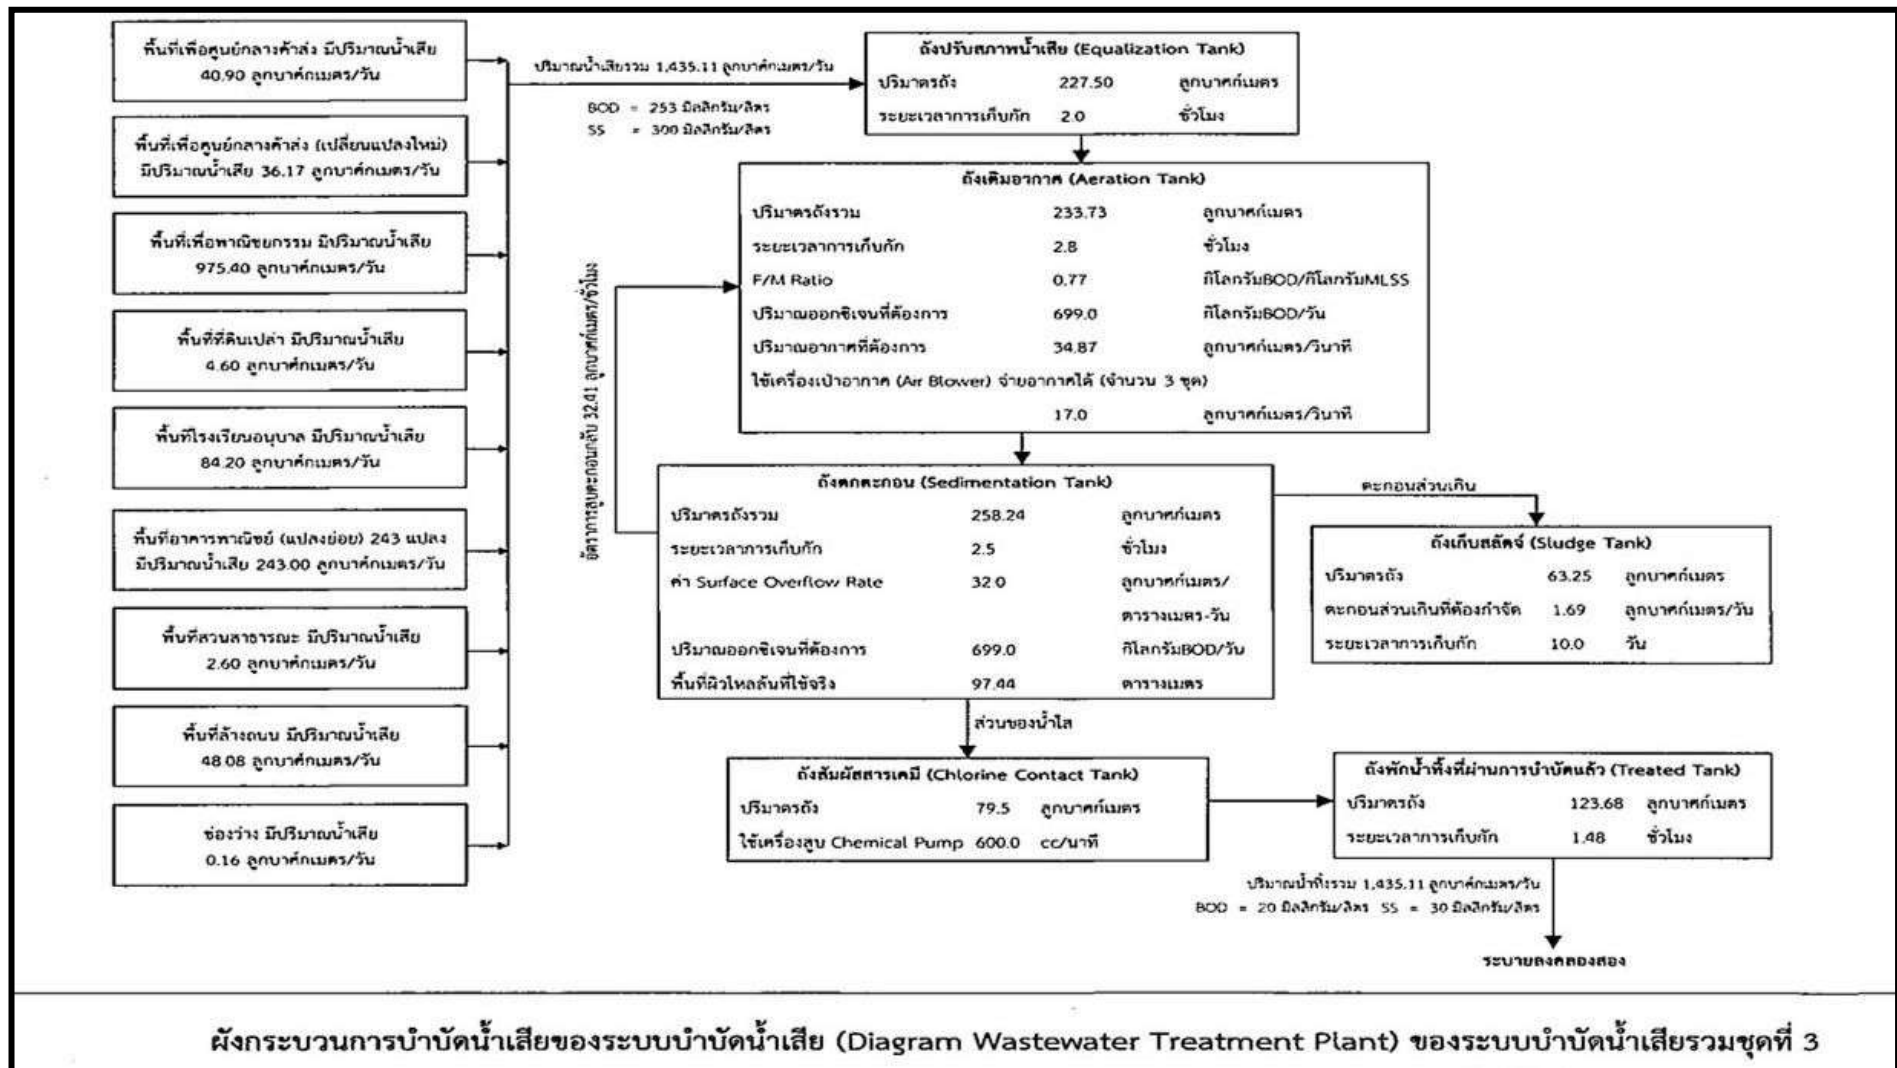 พื้นที่เพื่อศูนย์กลางค้าส่ง มีปริมาณน้ำเสีย
40.90 ลูกบาศก์เมตร/วัน
พื้นที่เพื่อศูนย์กลางค้าส่ง (เปลี่ยนแปลงใหม่)
มีปริมาณน้ำเสีย 36.17 ลูกบาศก์เมตร/วัน
พื้นที่เพื่อพาณิชยกรรม มีปริมาณน้ำเสีย
975.40 ลูกบาศก์เมตร/วัน
พื้นที่ที่ดินเปล่า มีปริมาณน้ำเสีย
4.60 ลูกบาศก์เมตร/วัน
พื้นที่โรงเรียนอนุบาล มีปริมาณน้ำเสีย
84.20 ลูกบาศก์เมตร/วัน
พื้นที่อาคารพาณิชย์ (แปลงย่อย) 243 แปลง
มีปริมาณน้ำเสีย 243.00 ลูกบาศก์เมตร/วัน
พื้นที่สวนสาธารณะ มีปริมาณน้ำเสีย
2.60 ลูกบาศก์เมตร/วัน
พื้นที่ล้างถนน มีปริมาณน้ำเสีย
48.08 ลูกบาศก์เมตร/วัน
ช่องว่าง มีปริมาณน้ำเสีย
0.16 ลูกบาศก์เมตร/วัน
ปริมาณน้ำเสียรวม 1,435.11 ลูกบาศก์เมตร/วัน
BOD = 253 มิลลิกรัม/ลิตร
SS = 300 มิลลิกรัม/ลิตร
ถังปรับสภาพน้ำเสีย (Equalization Tank)
ปริมาตรถัง 227.50 ลูกบาศก์เมตร
ระยะเวลาการเก็บกัก 2.0 ชั่วโมง
ถังเติมอากาศ (Aeration Tank)
ปริมาตรถังรวม 233.73 ลูกบาศก์เมตร
ระยะเวลาการเก็บกัก 2.8 ชั่วโมง
F/M Ratio 0.77 กิโลกรัมBOD/กิโลกรัมMLSS
ปริมาณออกซิเจนที่ต้องการ 699.0 กิโลกรัมBOD/วัน
ปริมาณอากาศที่ต้องการ 34.87 ลูกบาศก์เมตร/วินาที
ใช้เครื่องเป่าอากาศ (Air Blower) จ่ายอากาศได้ (จำนวน 3 ชุด)
17.0 ลูกบาศก์เมตร/วินาที
อัตราการสูบตะกอนกลับ 32.41 ลูกบาศก์เมตร/ชั่วโมง
ถังตกตะกอน (Sedimentation Tank)
ปริมาตรถังรวม 258.24 ลูกบาศก์เมตร
ระยะเวลาการเก็บกัก 2.5 ชั่วโมง
ค่า Surface Overflow Rate 32.0 ลูกบาศก์เมตร/
ตารางเมตร-วัน
ปริมาณออกซิเจนที่ต้องการ 699.0 กิโลกรัมBOD/วัน
พื้นที่ผิวไหลล้นที่ใช้จริง 97.44 ตารางเมตร
ตะกอนส่วนเกิน
ถังเก็บสลัดจ์ (Sludge Tank)
ปริมาตรถัง 63.25 ลูกบาศก์เมตร
ตะกอนส่วนเกินที่ต้องกำจัด 1.69 ลูกบาศก์เมตร/วัน
ระยะเวลาการเก็บกัก 10.0 วัน
ส่วนของน้ำใส
ถังสัมผัสสารเคมี (Chlorine Contact Tank)
ปริมาตรถัง 79.5 ลูกบาศก์เมตร
ใช้เครื่องสูบ Chemical Pump 600.0 cc/นาที
ถังพักน้ำทิ้งที่ผ่านการบำบัดแล้ว (Treated Tank)
ปริมาตรถัง 123.68 ลูกบาศก์เมตร
ระยะเวลาการเก็บกัก 1.48 ชั่วโมง
ปริมาณน้ำทิ้งรวม 1,435.11 ลูกบาศก์เมตร/วัน
BOD = 20 มิลลิกรัม/ลิตร SS = 30 มิลลิกรัม/ลิตร
ระบายลงคลองสอง
ผังกระบวนการบำบัดน้ำเสียของระบบบำบัดน้ำเสีย (Diagram Wastewater Treatment Plant) ของระบบบำบัดน้ำเสียรวมชุดที่ 3